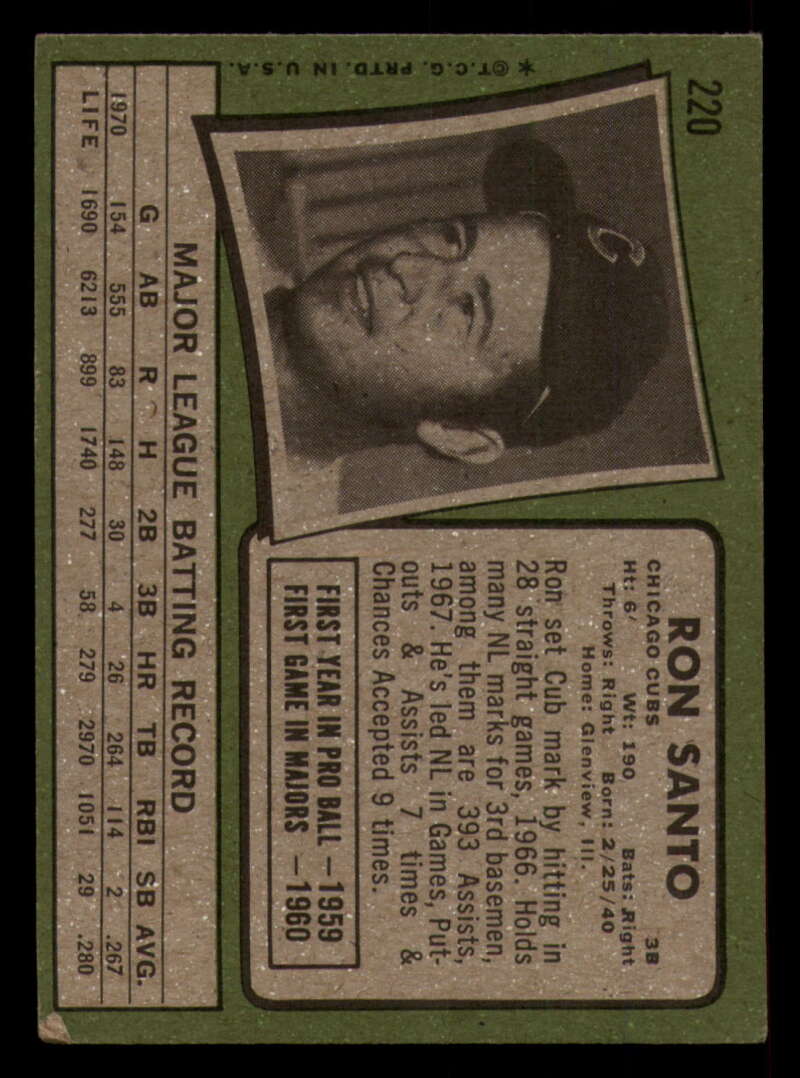 220
RON SANTO
CHICAGO CUBS 3B
Ht: 6' Wt: 190 Bats: Right
Throws: Right Born: 2/25/40
Home: Glenview, Ill.
Ron set Cub mark by hitting in
28 straight games, 1966. Holds
many NL marks for 3rd basemen,
among them are 393 Assists,
1967. He's led NL in Games, Put-
outs & Assists 7 times &
Chances Accepted 9 times.
FIRST YEAR IN PRO BALL—1959
FIRST GAME IN MAJORS —1960
C
MAJOR LEAGUE BATTING RECORD
G AB R H 2B 3B HR TB RBI SB AVG.
1970 154 555 83 148 30 4 26 264 114 2 .267
LIFE 1690 6213 899 1740 277 58 279 2970 1051 29 .280
*©T.C.G. PRTD. IN U.S.A.